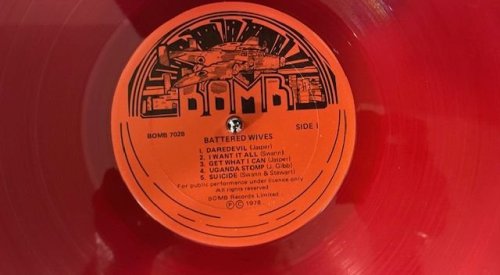 BOMB
BOMB 7028
SIDE 1
BATTERED WIVES
1. DAREDEVIL (Jasper)
2. I WANT IT ALL (Swann)
3. GET WHAT I CAN (Jasper)
4. UGANDA STOMP (J. Gibb)
5. SUICIDE (Swann & Stewart)
For public performance under licence only
All rights reserved
BOMB Records Limited
Ⓟ © 1978